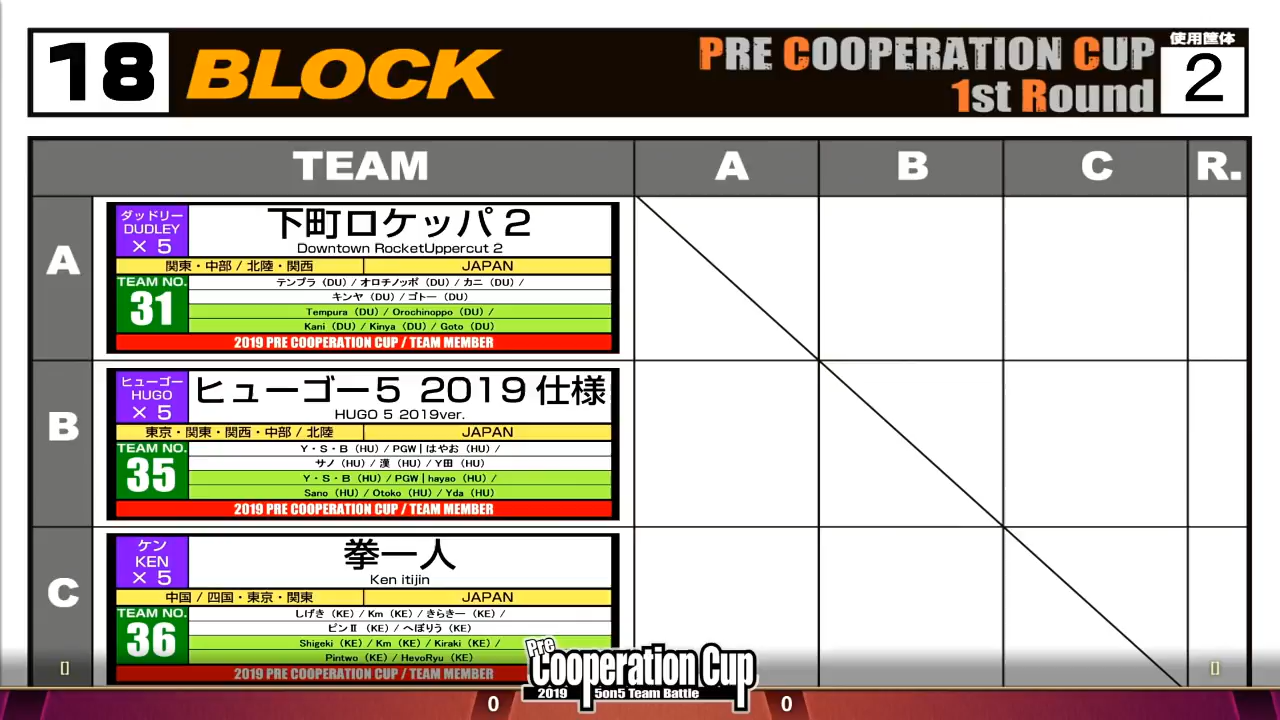 18 BLOCK
PRE COOPERATION CUP
1st Round
使用筐体
2
TEAM A B C R.
A
ダッドリー
DUDLEY
× 5
下町ロケッパ 2
Downtown RocketUppercut 2
関東・中部 / 北陸・関西 JAPAN
TEAM NO.
31
テンプラ (DU) / オロチノッポ (DU) / カニ (DU) /
キンヤ (DU) / ゴトー (DU)
Tempura (DU) / Orochinoppo (DU) /
Kani (DU) / Kinya (DU) / Goto (DU)
2019 PRE COOPERATION CUP / TEAM MEMBER
B
ヒューゴー
HUGO
× 5
ヒューゴー5 2019 仕様
HUGO 5 2019ver.
東京・関東・関西・中部 / 北陸 JAPAN
TEAM NO.
35
Y・S・B (HU) / PGW | はやお (HU) /
サノ (HU) / 漢 (HU) / Y田 (HU)
Y・S・B (HU) / PGW | hayao (HU) /
Sano (HU) / Otoko (HU) / Yda (HU)
2019 PRE COOPERATION CUP / TEAM MEMBER
C
ケン
KEN
× 5
拳一人
Ken itijin
中国 / 四国・東京・関東 JAPAN
TEAM NO.
36
しげき (KE) / Km (KE) / きらきー (KE) /
ピンⅡ (KE) / へぼりう (KE)
Shigeki (KE) / Km (KE) / Kiraki (KE) /
Pintwo (KE) / HevoRyu (KE)
2019 PRE COOPERATION CUP / TEAM MEMBER
[] []
Pre
Cooperation Cup
2019 5on5 Team Battle
0 0